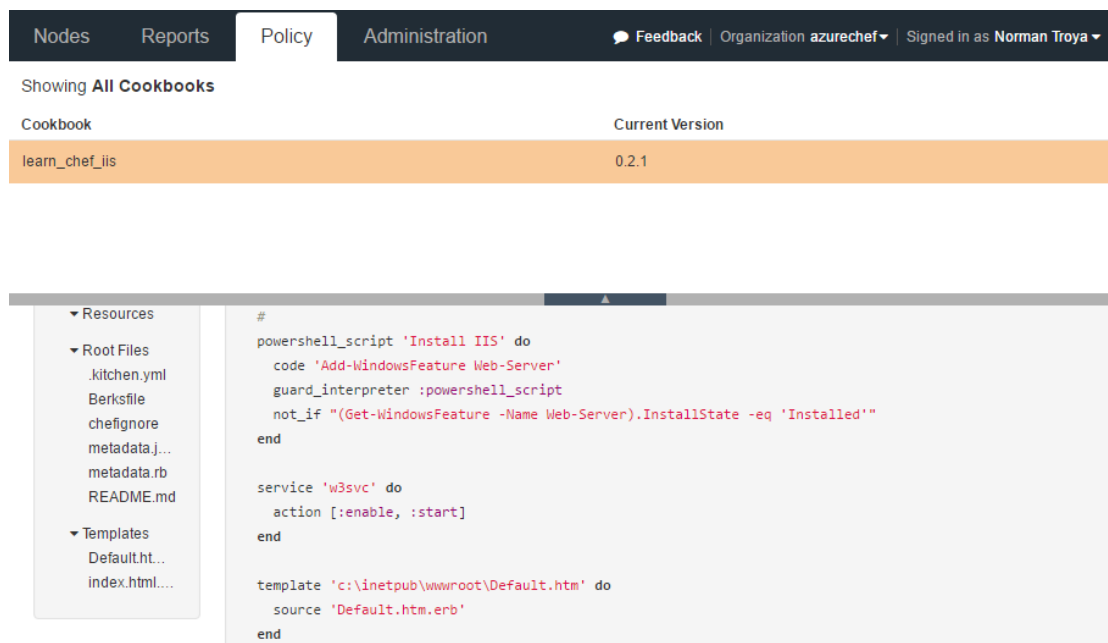 Nodes Reports Policy Administration Feedback Organization azurechef Signed in as Norman Troya
Showing All Cookbooks
Cookbook Current Version
learn_chef_iis 0.2.1
Resources
Root Files
.kitchen.yml
Berksfile
chefignore
metadata.j...
metadata.rb
README.md
Templates
Default.ht...
index.html....
#
powershell_script 'Install IIS' do
code 'Add-WindowsFeature Web-Server'
guard_interpreter :powershell_script
not_if "(Get-WindowsFeature -Name Web-Server).InstallState -eq 'Installed'"
end
service 'w3svc' do
action [:enable, :start]
end
template 'c:\inetpub\wwwroot\Default.htm' do
source 'Default.htm.erb'
end